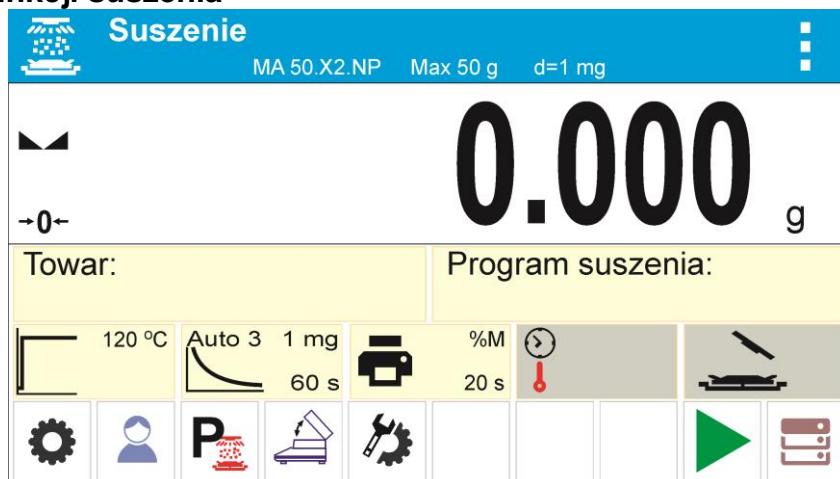 Suszenie
MA 50.X2.NP Max 50 g d=1 mg
0.000 g
→0←
Towar:
Program suszenia:
120 ºC
Auto 3 1 mg
60 s
%M
20 s
P